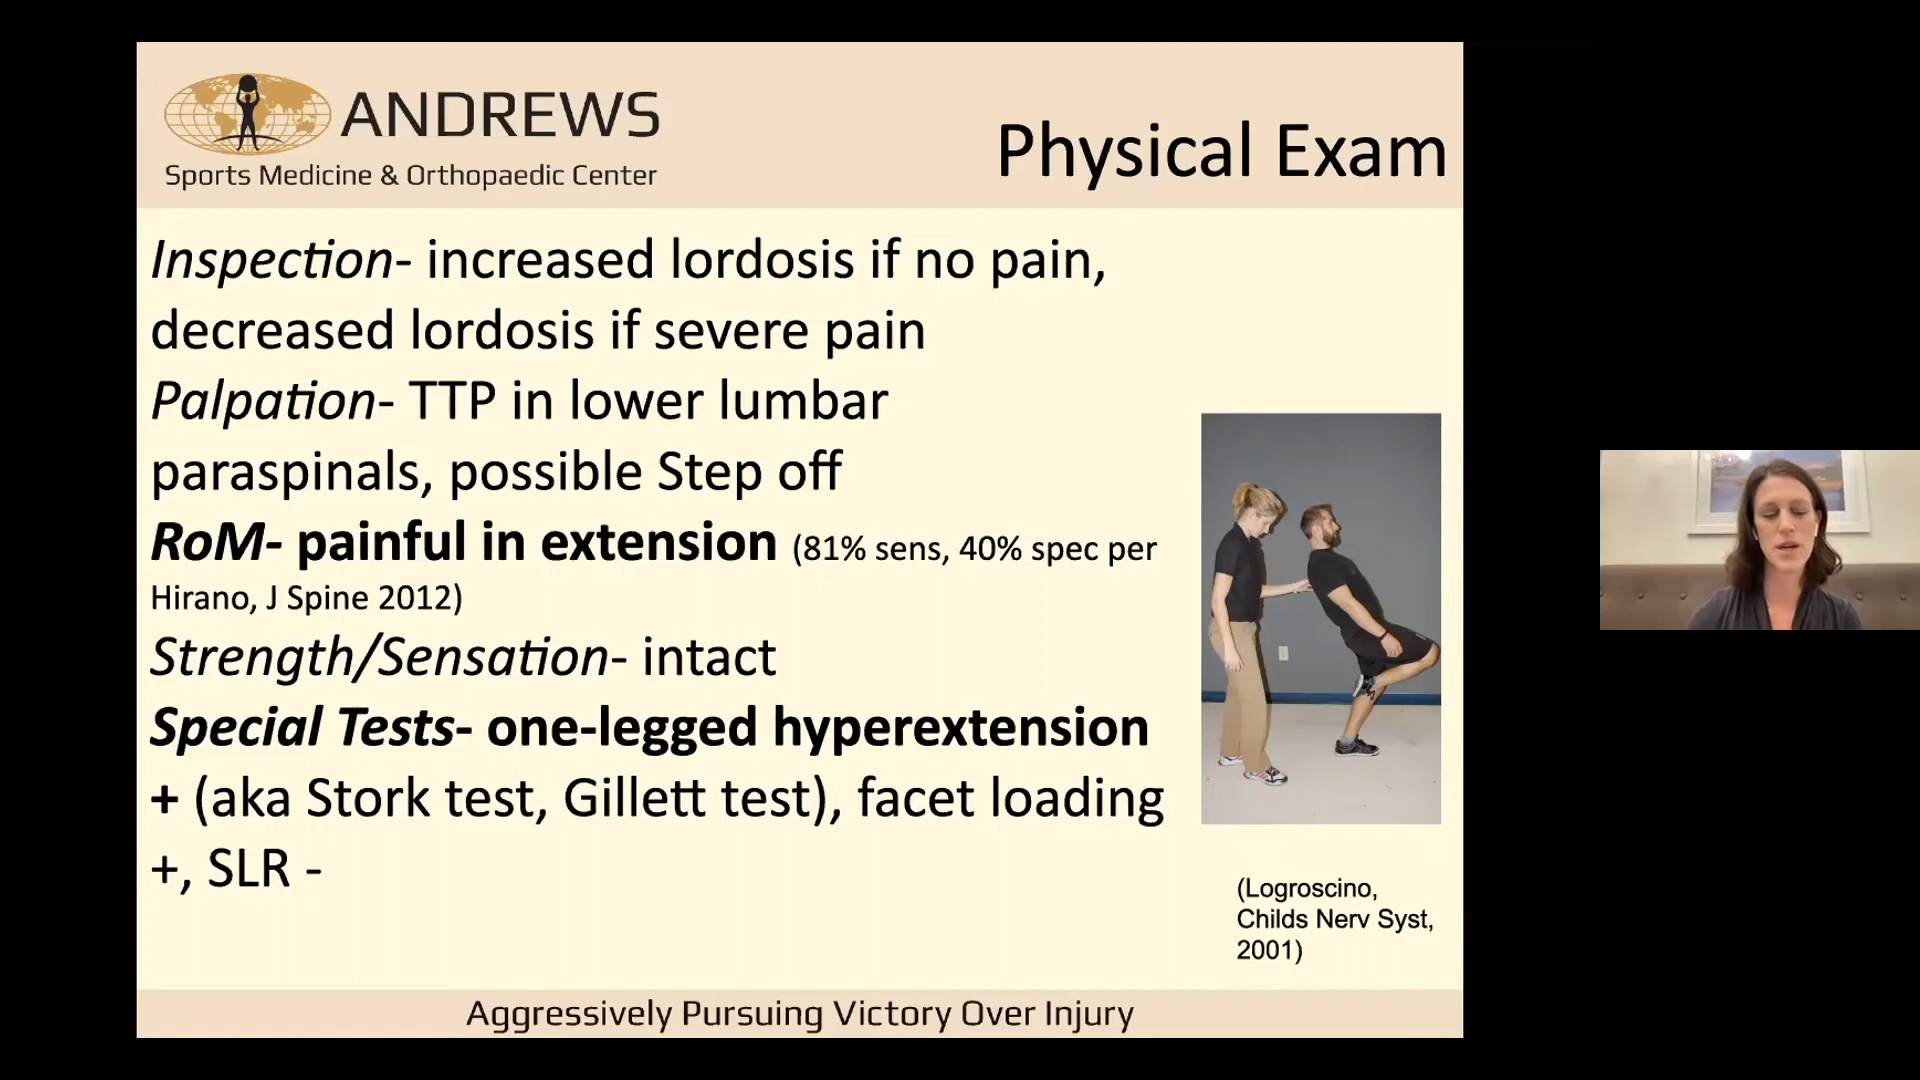 ANDREWS
Sports Medicine & Orthopaedic Center
Physical Exam
Inspection- increased lordosis if no pain,
decreased lordosis if severe pain
Palpation- TTP in lower lumbar
paraspinals, possible Step off
RoM- painful in extension (81% sens, 40% spec per
Hirano, J Spine 2012)
Strength/Sensation- intact
Special Tests- one-legged hyperextension
+ (aka Stork test, Gillett test), facet loading
+, SLR -
(Logroscino,
Childs Nerv Syst,
2001)
Aggressively Pursuing Victory Over Injury